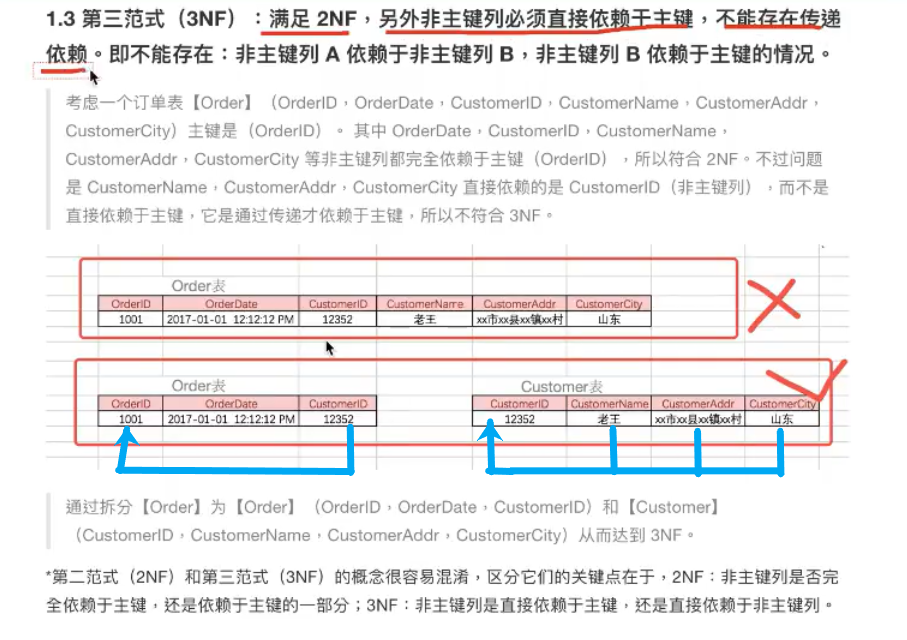 1.3 第三范式（3NF）：满足 2NF，另外非主键列必须直接依赖于主键，不能存在传递
依赖。即不能存在：非主键列 A 依赖于非主键列 B，非主键列 B 依赖于主键的情况。
考虑一个订单表【Order】（OrderID，OrderDate，CustomerID，CustomerName，CustomerAddr，
CustomerCity）主键是（OrderID）。 其中 OrderDate，CustomerID，CustomerName，
CustomerAddr，CustomerCity 等非主键列都完全依赖于主键（OrderID），所以符合 2NF。不过问题
是 CustomerName，CustomerAddr，CustomerCity 直接依赖的是 CustomerID（非主键列），而不是
直接依赖于主键，它是通过传递才依赖于主键，所以不符合 3NF。
Order表
OrderID OrderDate CustomerID CustomerName CustomerAddr CustomerCity
1001 2017-01-01 12:12:12 PM 12352 老王 xx市xx县xx镇xx村 山东
Order表 Customer表
OrderID OrderDate CustomerID CustomerID CustomerName CustomerAddr CustomerCity
1001 2017-01-01 12:12:12 PM 12352 12352 老王 xx市xx县xx镇xx村 山东
通过拆分【Order】为【Order】（OrderID，OrderDate，CustomerID）和【Customer】
（CustomerID，CustomerName，CustomerAddr，CustomerCity）从而达到 3NF。
*第二范式（2NF）和第三范式（3NF）的概念很容易混淆，区分它们的关键点在于，2NF：非主键列是否完
全依赖于主键，还是依赖于主键的一部分；3NF：非主键列是直接依赖于主键，还是直接依赖于非主键列。